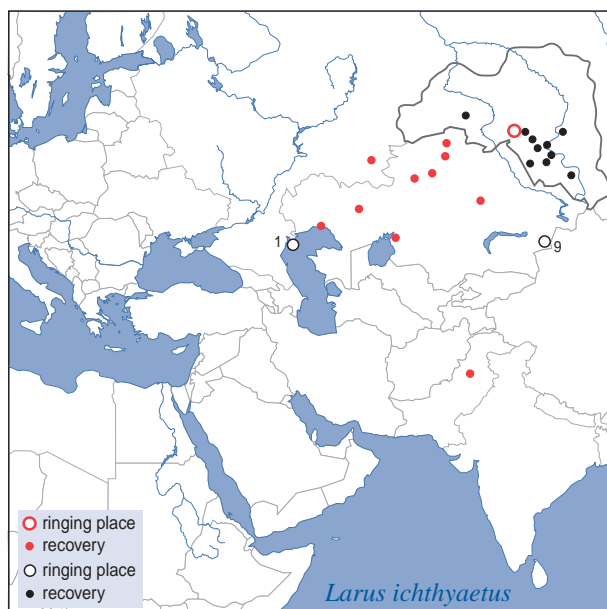 1
9
ringing place
recovery
ringing place
recovery
Larus ichthyaetus